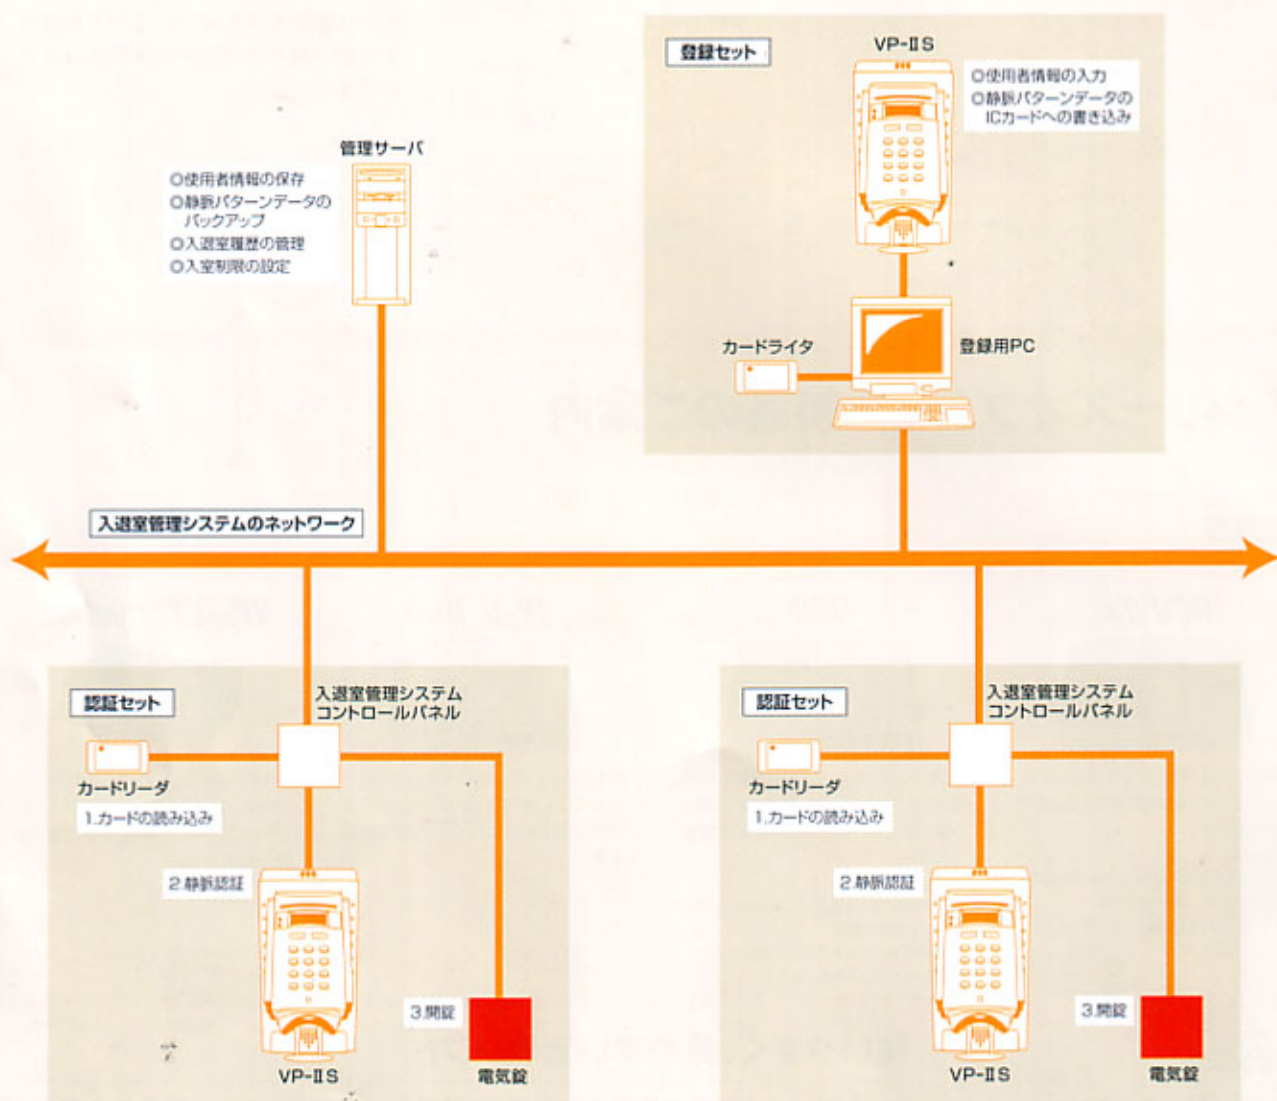 登録セット
VP-ⅡS
○使用者情報の入力
○静脈パターンデータの
ICカードへの書き込み
管理サーバ
○使用者情報の保存
○静脈パターンデータの
バックアップ
○入退室履歴の管理
○入室制限の設定
カードライタ
登録用PC
入退室管理システムのネットワーク
認証セット
入退室管理システム
コントロールパネル
カードリーダ
1.カードの読み込み
2.静脈認証
3.開錠
VP-ⅡS
電気錠
認証セット
入退室管理システム
コントロールパネル
カードリーダ
1.カードの読み込み
2.静脈認証
3.開錠
VP-ⅡS
電気錠